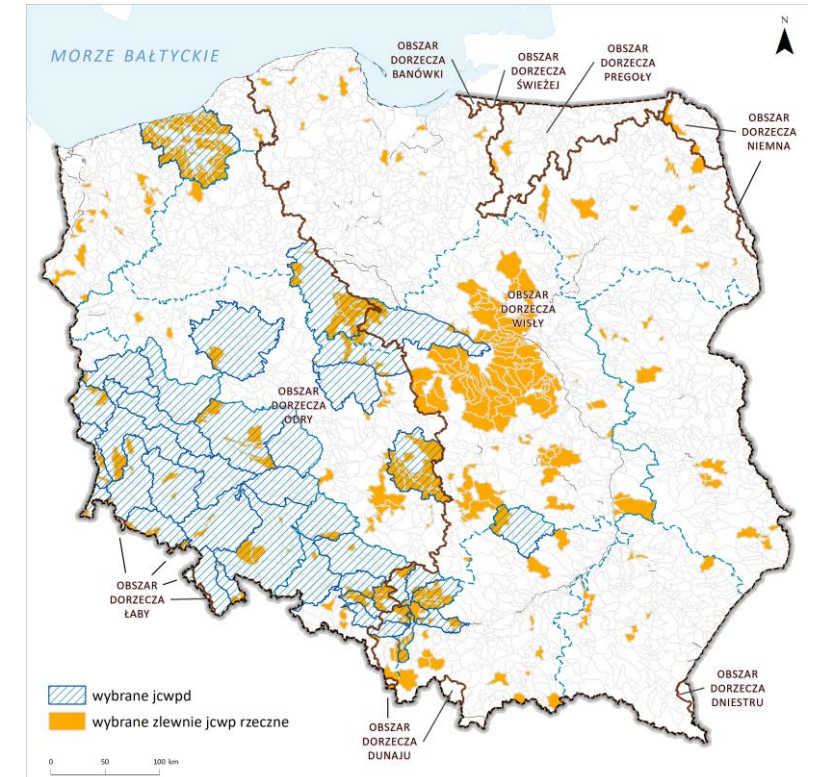 MORZE BAŁTYCKIE
OBSZAR
DORZECZA
BANÓWKI
OBSZAR
DORZECZA
ŚWIEŻEJ
OBSZAR
DORZECZA
PREGOŁY
N
OBSZAR
DORZECZA
NIEMNA
OBSZAR
DORZECZA
WISŁY
OBSZAR
DORZECZA
ODRY
OBSZAR
DORZECZA
ŁABY
OBSZAR
DORZECZA
DNIESTRU
OBSZAR
DORZECZA
DUNAJU
wybrane jcwpd
wybrane zlewnie jcwp rzeczne
0 50 100 km